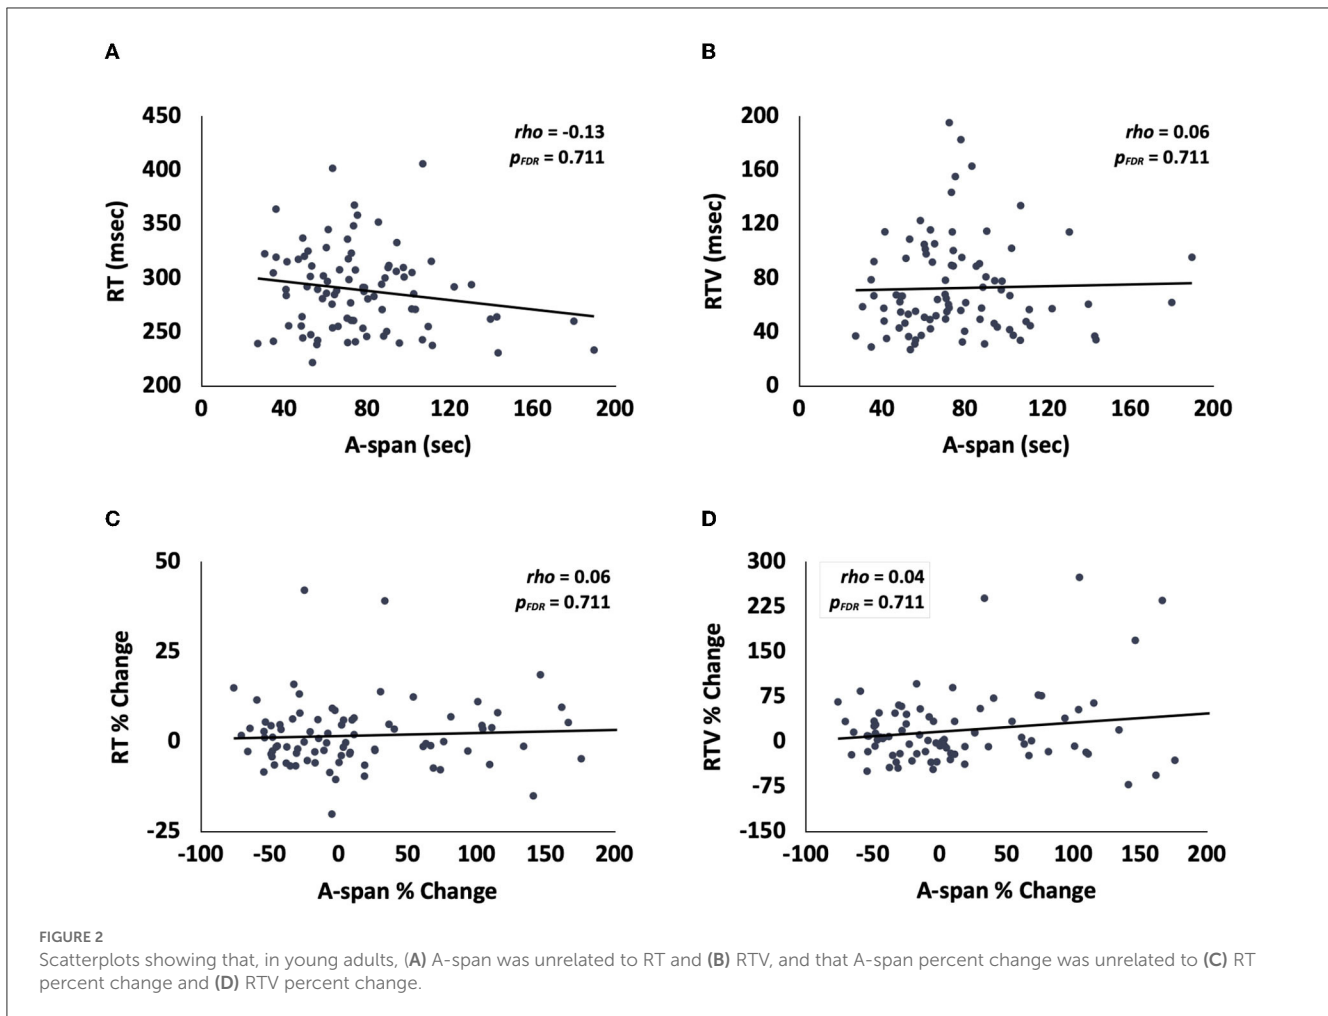 A
450
400
350
300
250
200
RT (msec)
rho = -0.13
pFDR = 0.711
0 40 80 120 160 200
A-span (sec)
B
200
160
120
80
40
0
RTV (msec)
rho = 0.06
pFDR = 0.711
0 40 80 120 160 200
A-span (sec)
C
50
25
0
-25
RT % Change
rho = 0.06
pFDR = 0.711
-100 -50 0 50 100 150 200
A-span % Change
D
300
225
150
75
0
-75
-150
RTV % Change
rho = 0.04
pFDR = 0.711
-100 -50 0 50 100 150 200
A-span % Change
FIGURE 2
Scatterplots showing that, in young adults, (A) A-span was unrelated to RT and (B) RTV, and that A-span percent change was unrelated to (C) RT
percent change and (D) RTV percent change.